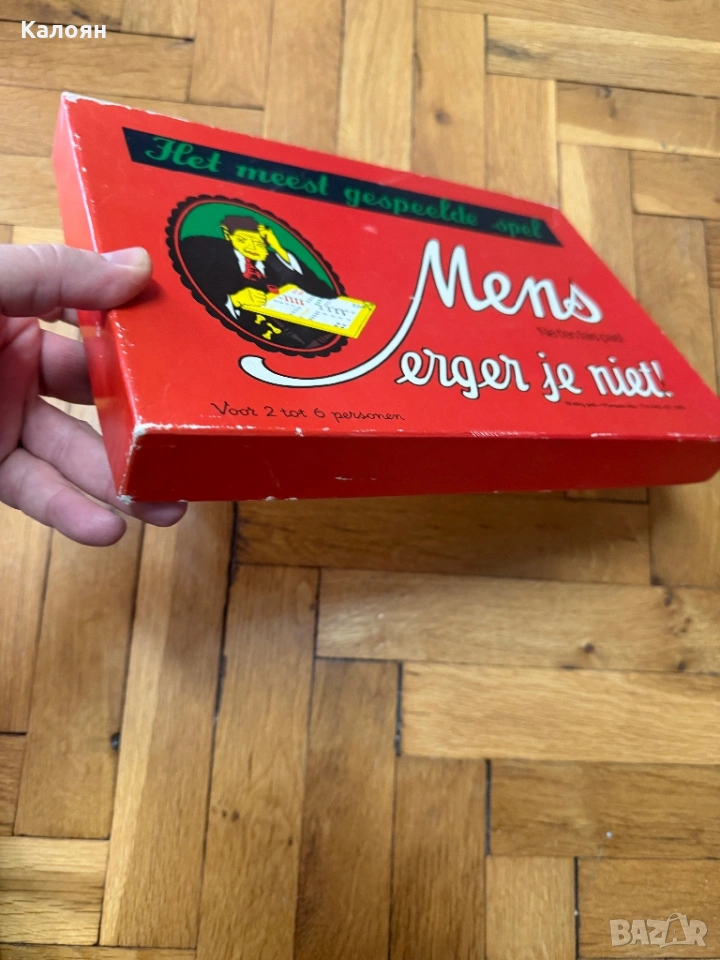 Калоян
Het meest gespeelde spel
Mens
erger je niet!
Voor 2 tot 6 personen
BAZAR